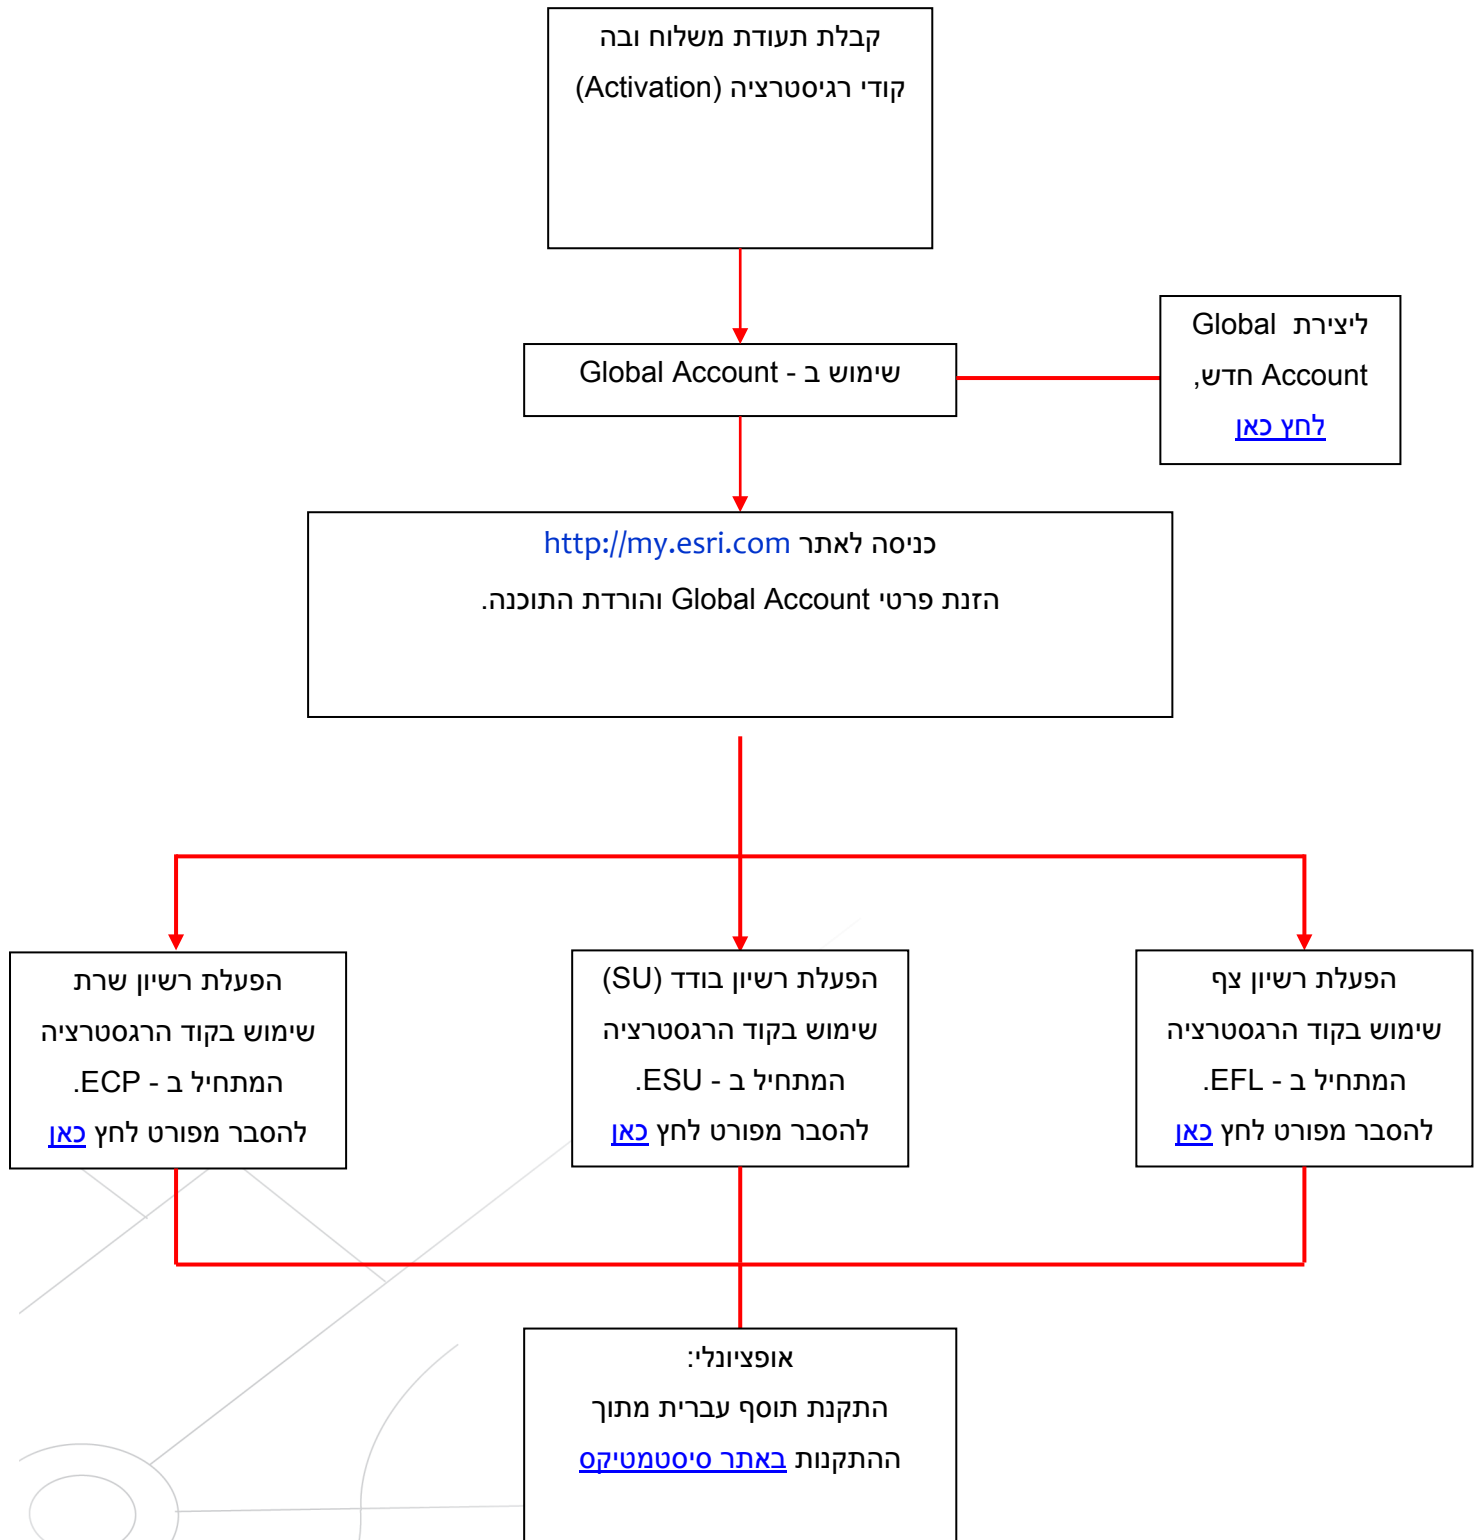 קבלת תעודת משלוח ובה
קודי רגיסטרציה (Activation)
שימוש ב - Global Account
ליצירת Global
Account חדש,
לחץ כאן
כניסה לאתר http://my.esri.com
הזנת פרטי Global Account והורדת התוכנה.
הפעלת רשיון צף
שימוש בקוד הרגסטרציה
המתחיל ב - EFL.
להסבר מפורט לחץ כאן
הפעלת רשיון בודד (SU)
שימוש בקוד הרגסטרציה
המתחיל ב - ESU.
להסבר מפורט לחץ כאן
הפעלת רשיון שרת
שימוש בקוד הרגסטרציה
המתחיל ב - ECP.
להסבר מפורט לחץ כאן
אופציונלי:
התקנת תוסף עברית מתוך
ההתקנות באתר סיסטמטיקס